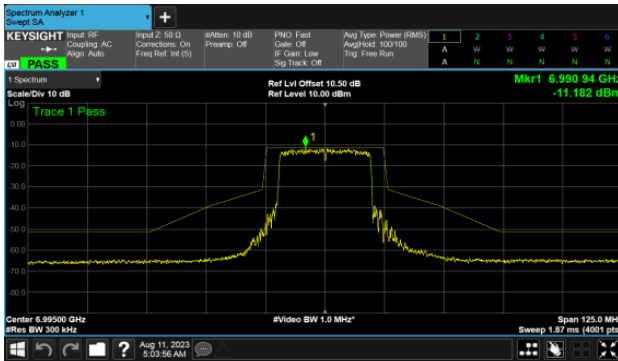 Spectrum Analyzer 1
Swept SA
+
KEYSIGHT Input: RF Input Z: 50 Ω #Atten: 10 dB PNO: Fast Avg Type: Power (RMS) 1 2 3 4 5 6
Coupling: AC Corrections: On Preamp: Off Gate: Off Avg|Hold: 100/100 A W W W W W
Align: Auto Freq Ref: Int (S) IF Gain: Low Trig: Free Run A N N N N N
Sig Track: Off
LXI PASS
1 Spectrum Ref Lvl Offset 10.50 dB Mkr1 6.990 94 GHz
Scale/Div 10 dB Ref Level 10.00 dBm -11.182 dBm
Log Trace 1 Pass
0.00
-10.0
1
-20.0
-30.0
-40.0
-50.0
-60.0
-70.0
-80.0
Center 6.99500 GHz #Video BW 1.0 MHz* Span 125.0 MH
#Res BW 300 kHz Sweep 1.87 ms (4001 pts
? Aug 11, 2023
5:03:56 AM